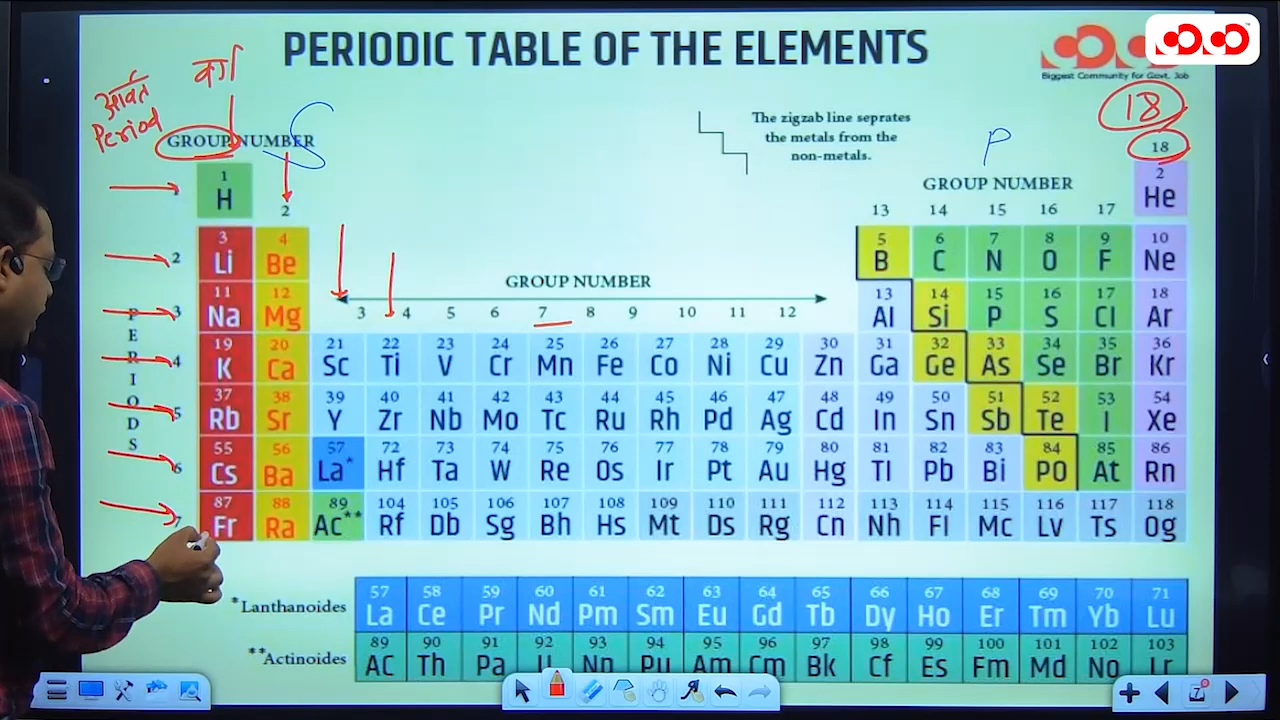 PERIODIC TABLE OF THE ELEMENTS
Biggest Community for Govt. Job
आवर्त
Period
वर्ग
GROUP NUMBER
S
The zigzab line seprates
the metals from the
non-metals.
P
18
18
GROUP NUMBER
2
13 14 15 16 17
1 2
H He
2
3 4 5 6 7 8 9 10
Li Be B C N O F Ne
GROUP NUMBER
3 4 5 6 7 8 9 10 11 12
3
11 12 13 14 15 16 17 18
Na Mg Al Si P S Cl Ar
4
19 20 21 22 23 24 25 26 27 28 29 30 31 32 33 34 35 36
K Ca Sc Ti V Cr Mn Fe Co Ni Cu Zn Ga Ge As Se Br Kr
5
37 38 39 40 41 42 43 44 45 46 47 48 49 50 51 52 53 54
Rb Sr Y Zr Nb Mo Tc Ru Rh Pd Ag Cd In Sn Sb Te I Xe
6
55 56 57 72 73 74 75 76 77 78 79 80 81 82 83 84 85 86
Cs Ba La* Hf Ta W Re Os Ir Pt Au Hg Tl Pb Bi PO At Rn
7
87 88 89 104 105 106 107 108 109 110 111 112 113 114 115 116 117 118
Fr Ra Ac** Rf Db Sg Bh Hs Mt Ds Rg Cn Nh Fl Mc Lv Ts Og
PERIODS
57 58 59 60 61 62 63 64 65 66 67 68 69 70 71
*Lanthanoides La Ce Pr Nd Pm Sm Eu Gd Tb Dy Ho Er Tm Yb Lu
89 90 91 92 93 94 95 96 97 98 99 100 101 102 103
**Actinoides AC Th Pa U Np Pu Am Cm Bk Cf Es Fm Md No Lr